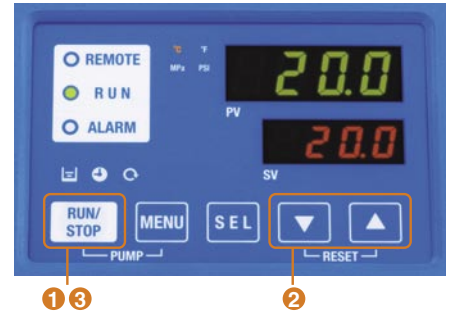 REMOTE
RUN
ALARM
°C °F
MPa PSI
20.0
PV
20.0
SV
RUN/
STOP
MENU
SEL
▼
▲
PUMP
RESET
1 3
2